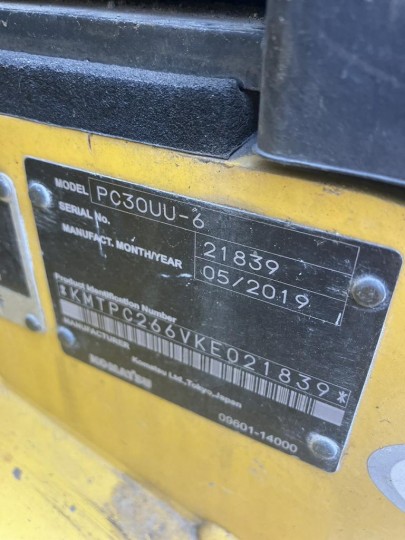 MODEL PC30UU-6
SERIAL No. 21839
MANUFACT. MONTH/YEAR 05/2019
Product Identification Number
*KMTPC266VKE021839*
MANUFACTURER
KOMATSU
Komatsu Ltd., Tokyo, Japan
09601-14000